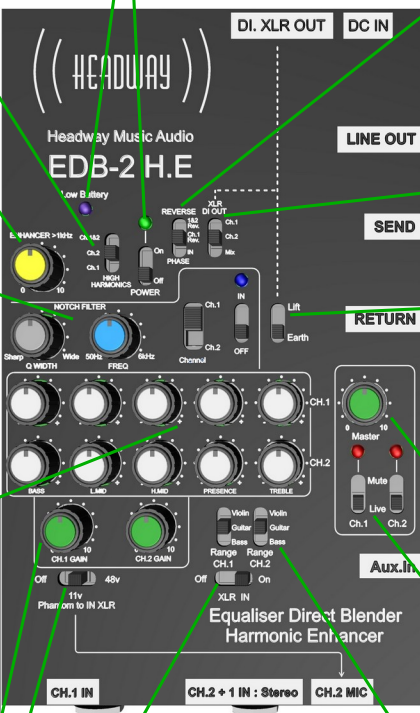 DI. XLR OUT DC IN
HEADWAY
LINE OUT
Headway Music Audio
EDB-2 H.E
Low Battery
REVERSE
XLR
DI OUT
SEND
ENHANCER >1kHz
Ch.1&2
Ch.2
Ch.1
HIGH
HARMONICS
On
Off
POWER
1&2
Rev.
Ch.1
Rev.
IN
PHASE
Ch.1
Ch.2
Mix
0 10
NOTCH FILTER
IN
Ch.1
Ch.2
Channel
OFF
Lift
Earth
RETURN
Sharp Wide
Q WIDTH
50Hz 6kHz
FREQ
CH.1
CH.2
BASS L.MID H.MID PRESENCE TREBLE
0 10
Master
Mute
Live
Ch.1 Ch.2
10
CH.1 GAIN
10
CH.2 GAIN
Violin
Guitar
Bass
Range
CH.1
Violin
Guitar
Bass
Range
CH.2
Off 48v
11v
Phantom to IN XLR
Off On
XLR IN
Aux.In
Equaliser Direct Blender
Harmonic Enhancer
CH.1 IN CH.2 + 1 IN : Stereo CH.2 MIC